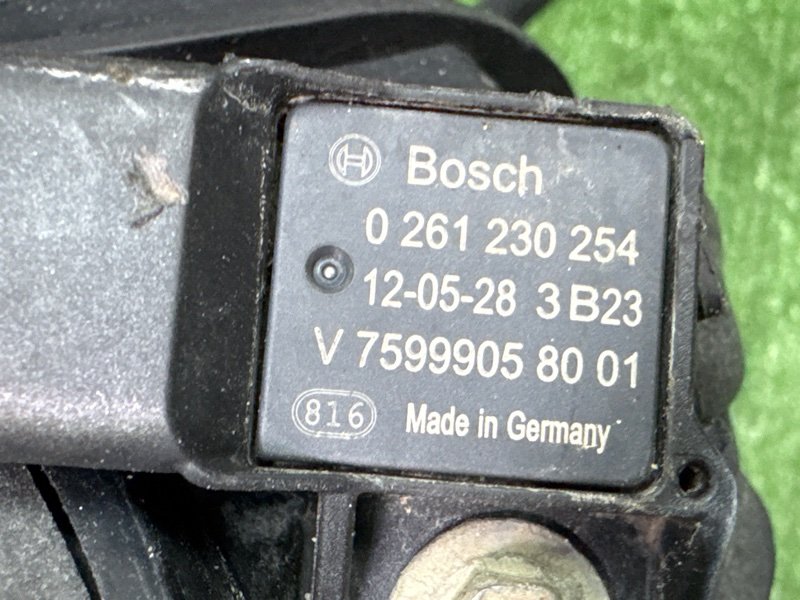 Bosch
0 261 230 254
12-05-28 3 B23
V 7599905 80 01
816 Made in Germany